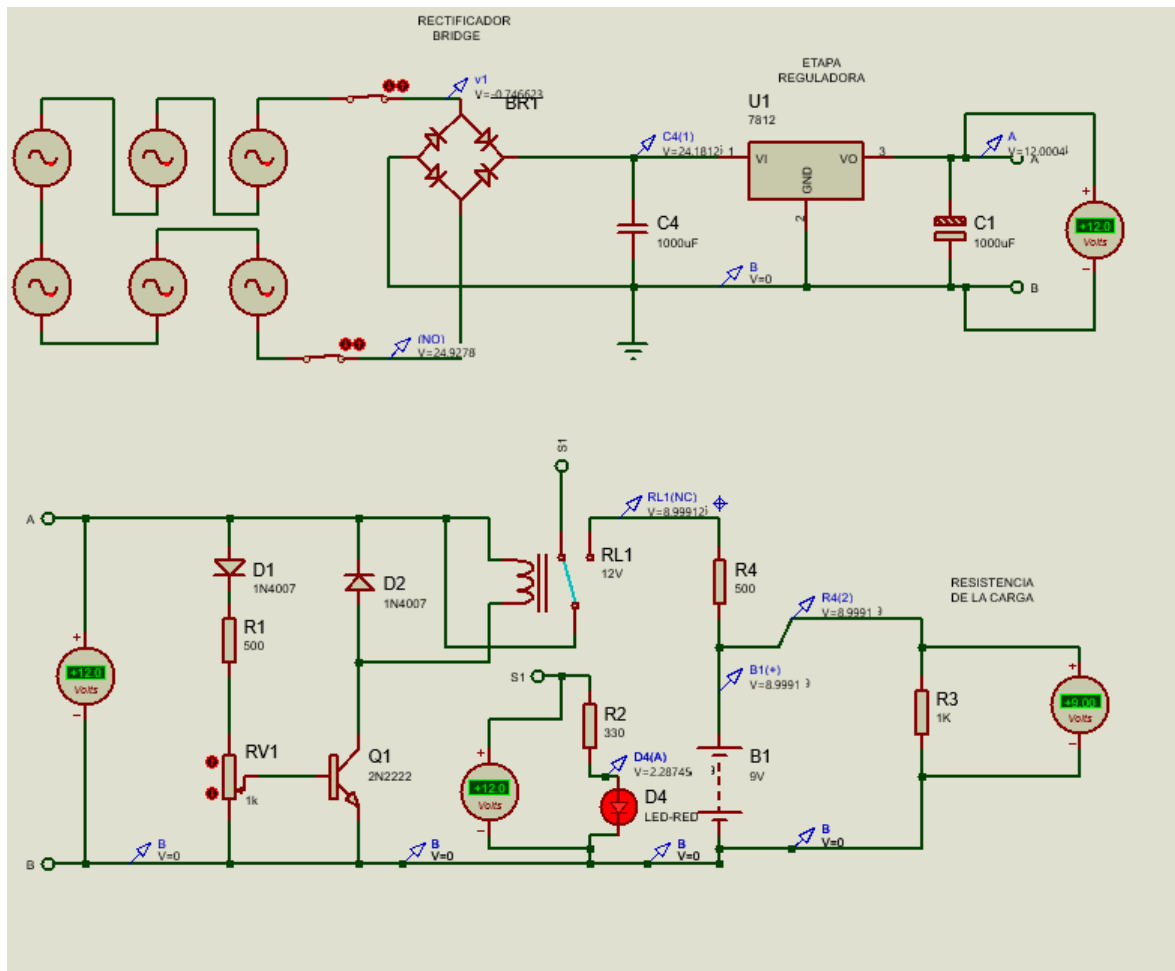 RECTIFICADOR
BRIDGE
v1
V=-0.746623
BR1
ETAPA
REGULADORA
U1
7812
C4(1)
V=24.1812
1
VI
VO
GND
3
2
A
V=12.0004
A
C4
1000uF
C1
1000uF
+12.0
Volts
B
V=0
B
(NO)
V=24.9278
S1
RL1(NC)
V=8.99912
A
D1
1N4007
D2
1N4007
RL1
12V
R4
500
RESISTENCIA
DE LA CARGA
R1
500
R4(2)
V=8.9991
+12.0
Volts
S1
B1(+)
V=8.9991
R3
1K
+9.00
Volts
R2
330
RV1
1k
Q1
2N2222
+12.0
Volts
D4(A)
V=2.28745
D4
LED-RED
B1
9V
B
V=0
B
V=0
B
V=0
B
V=0
B